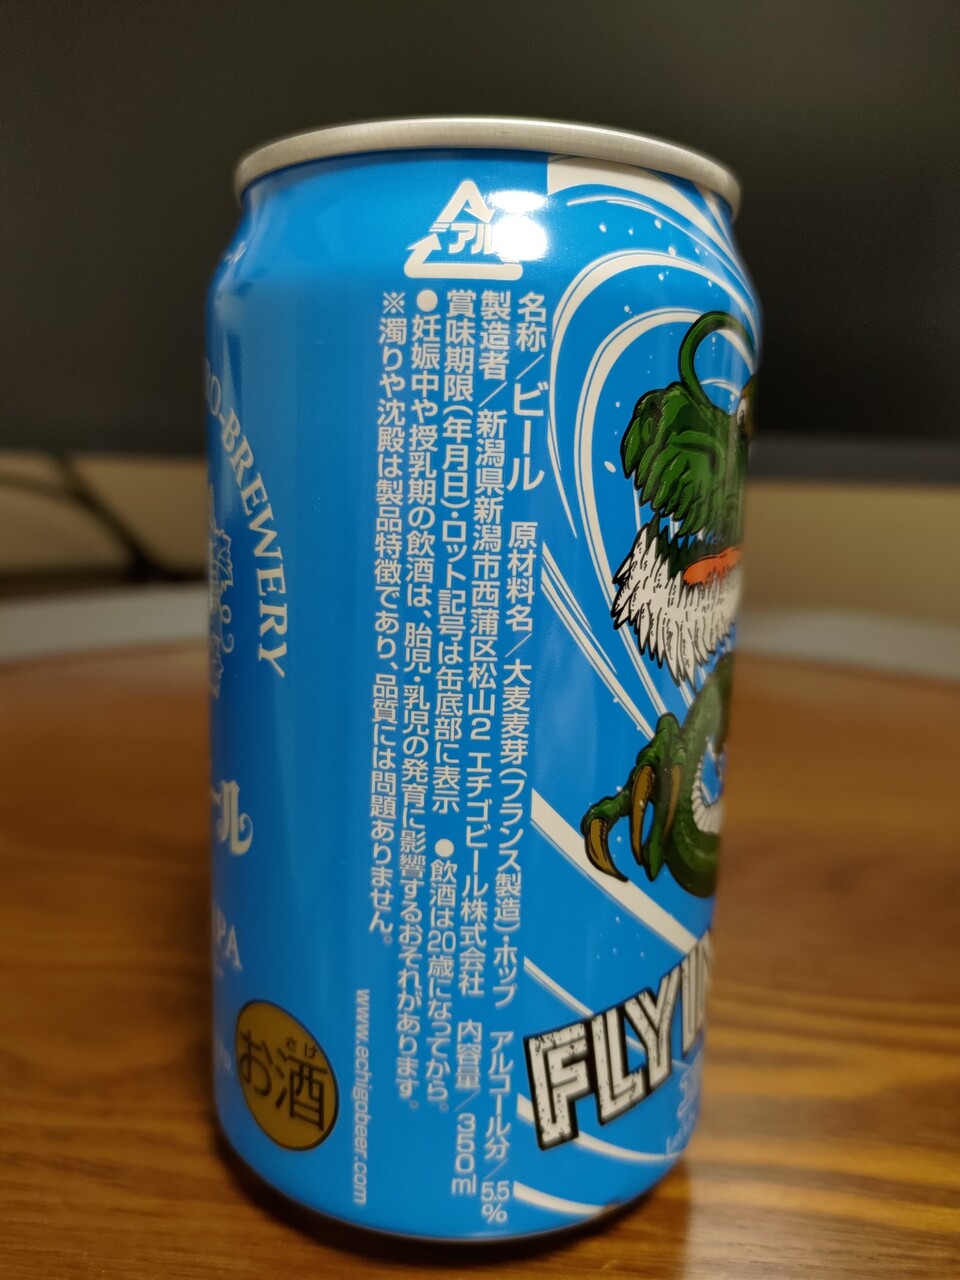 アル
名称／ビール　原材料名／大麦麦芽（フランス製造）・ホップ　アルコール分／5.5%
製造者／新潟県新潟市西蒲区松山2 エチゴビール株式会社　内容量／350ml
賞味期限（年月日）・ロット記号は缶底部に表示　●飲酒は20歳になってから。
●妊娠中や授乳期の飲酒は、胎児・乳児の発育に影響するおそれがあります。
※濁りや沈殿は製品特徴であり、品質には問題ありません。
www.echigobeer.com
BREWERY
ール
PA
さけ
お酒
FLYI